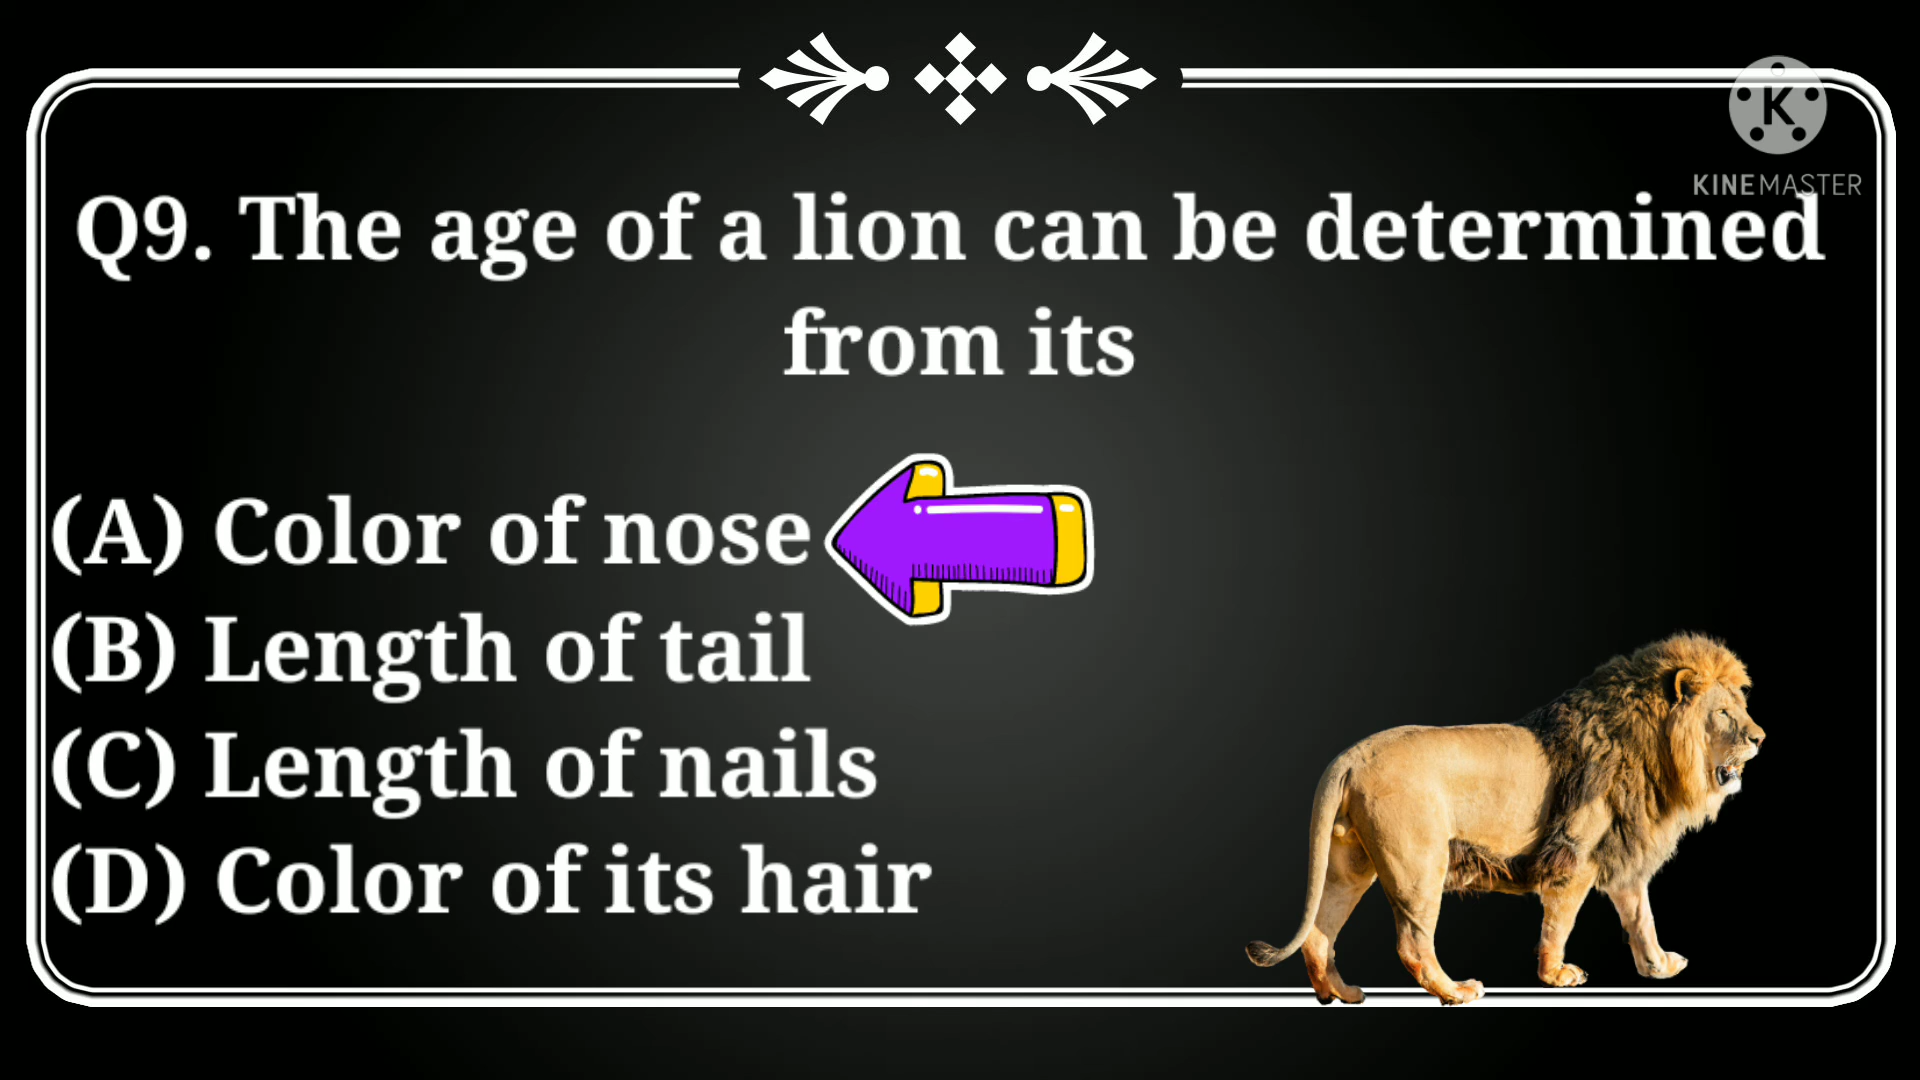 K
KINEMASTER
Q9. The age of a lion can be determined
from its
(A) Color of nose
(B) Length of tail
(C) Length of nails
(D) Color of its hair